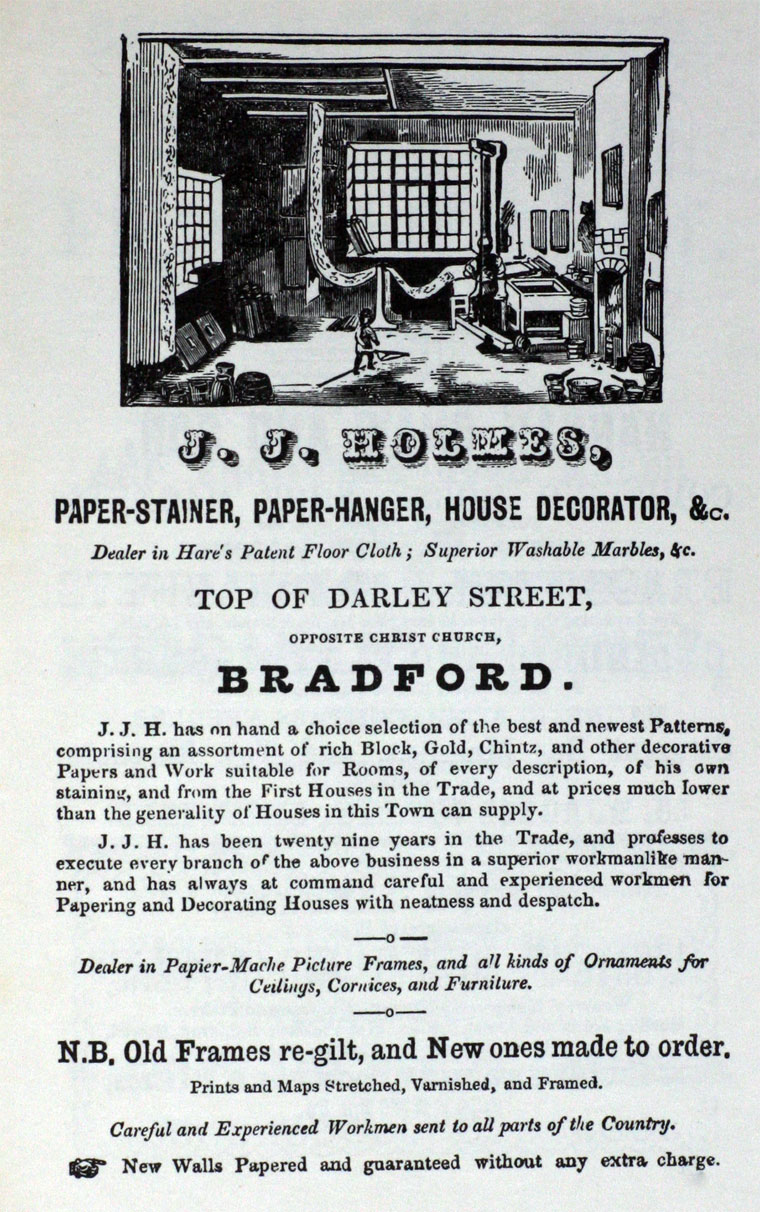 J. J. HOLMES,
PAPER-STAINER, PAPER-HANGER, HOUSE DECORATOR, &c.
Dealer in Hare's Patent Floor Cloth; Superior Washable Marbles, &c.
TOP OF DARLEY STREET,
OPPOSITE CHRIST CHURCH,
BRADFORD.
J. J. H. has on hand a choice selection of the best and newest Patterns,
comprising an assortment of rich Block, Gold, Chintz, and other decorative
Papers and Work suitable for Rooms, of every description, of his own
staining, and from the First Houses in the Trade, and at prices much lower
than the generality of Houses in this Town can supply.
J. J. H. has been twenty nine years in the Trade, and professes to
execute every branch of the above business in a superior workmanlike man-
ner, and has always at command careful and experienced workmen for
Papering and Decorating Houses with neatness and despatch.
Dealer in Papier-Mache Picture Frames, and all kinds of Ornaments for
Ceilings, Cornices, and Furniture.
N.B. Old Frames re-gilt, and New ones made to order.
Prints and Maps Stretched, Varnished, and Framed.
Careful and Experienced Workmen sent to all parts of the Country.
☞ New Walls Papered and guaranteed without any extra charge.